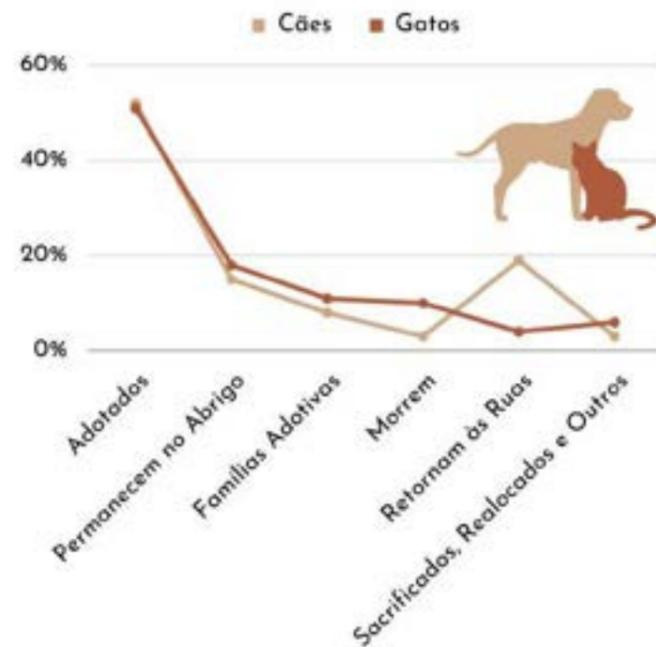 Cães Gatos
60%
40%
20%
0%
Adotados
Permanecem no Abrigo
Famílias Adotivas
Morrem
Retornam às Ruas
Sacrificados, Realocados e Outros